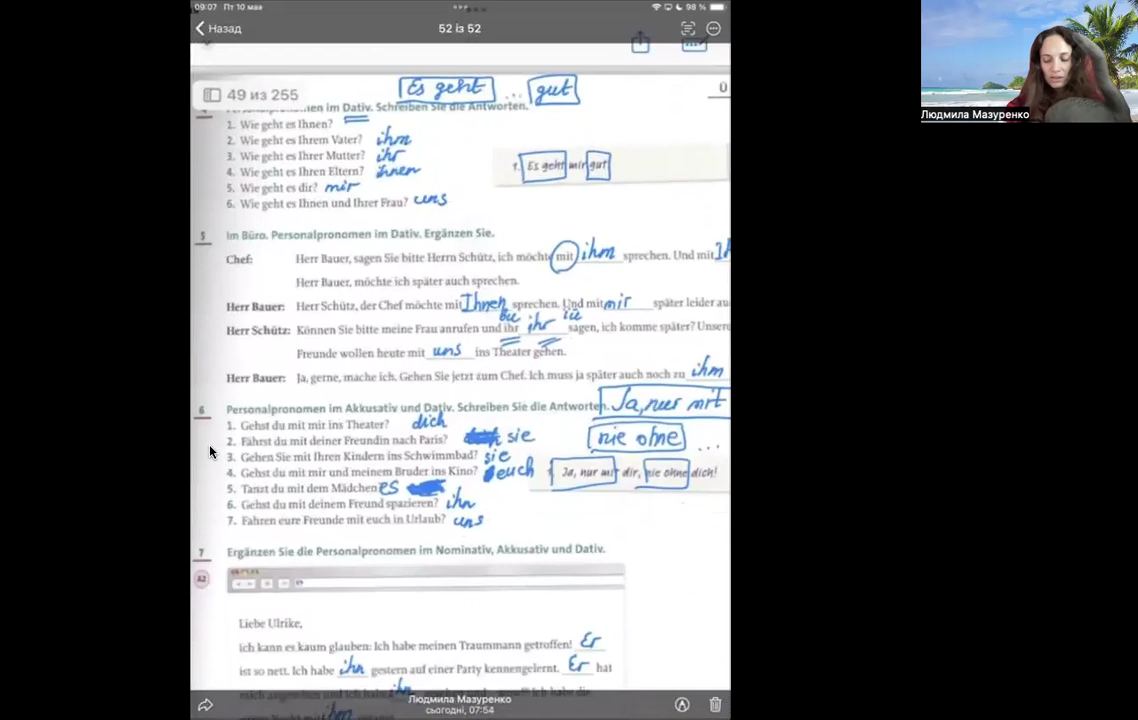 09:07 Пт 10 мая
98 %
Назад
52 із 52
49 из 255
Es geht ... gut
Ü
im Dativ. Schreiben Sie die Antworten.
1. Wie geht es Ihnen?
2. Wie geht es Ihrem Vater? ihm
3. Wie geht es Ihrer Mutter? ihr
4. Wie geht es Ihren Eltern? ihnen
5. Wie geht es dir? mir
6. Wie geht es Ihnen und Ihrer Frau? uns
1. Es geht mir gut
5 Im Büro. Personalpronomen im Dativ. Ergänzen Sie.
Chef: Herr Bauer, sagen Sie bitte Herrn Schütz, ich möchte mit ihm sprechen. Und mit
Herr Bauer, möchte ich später auch sprechen.
Herr Bauer: Herr Schütz, der Chef möchte mit Ihnen sprechen. Und mit mir später leider au
Herr Schütz: Können Sie bitte meine Frau anrufen und ihr ihr sagen, ich komme später? Unsere
Freunde wollen heute mit uns ins Theater gehen.
Herr Bauer: Ja, gerne, mache ich. Gehen Sie jetzt zum Chef. Ich muss ja später auch noch zu ihm
6 Personalpronomen im Akkusativ und Dativ. Schreiben Sie die Antworten. Ja, nur mit
1. Gehst du mit mir ins Theater? dich
2. Fährst du mit deiner Freundin nach Paris? sie
nie ohne ...
3. Gehen Sie mit Ihren Kindern ins Schwimmbad? sie
4. Gehst du mit mir und meinem Bruder ins Kino? euch
1. Ja, nur mit dir, nie ohne dich!
5. Tanzt du mit dem Mädchen es
6. Gehst du mit deinem Freund spazieren? ihn
7. Fahren eure Freunde mit euch in Urlaub? uns
7 Ergänzen Sie die Personalpronomen im Nominativ, Akkusativ und Dativ.
A2
Liebe Ulrike,
ich kann es kaum glauben: Ich habe meinen Traummann getroffen! Er
ist so nett. Ich habe ihn gestern auf einer Party kennengelernt. Er hat
ihn
ihm
Людмила Мазуренко
сьогодні, 07:54
Людмила Мазуренко